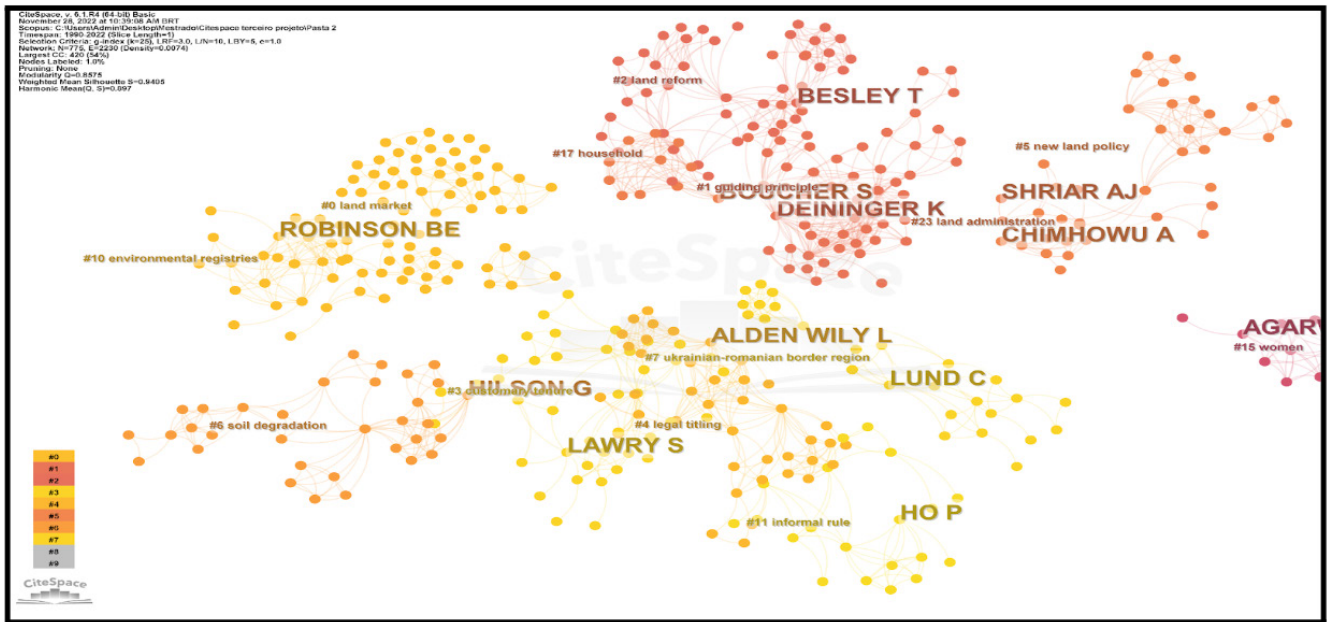 CiteSpace, v. 6.1.R4 (64-bit) Basic
November 28, 2022 at 10:39:08 AM BRT
Scopus: C:\Users\Admin\Desktop\Mestrado\Citespace terceiro projeto\Pasta 2
Timespan: 1990-2022 (Slice Length=1)
Selection Criteria: g-index (k=25), LRF=3.0, L/N=10, LBY=5, e=1.0
Network: N=775, E=2230 (Density=0.0074)
Largest CC: 420 (54%)
Nodes Labeled: 1.0%
Pruning: None
Modularity Q=0.8575
Weighted Mean Silhouette S=0.9405
Harmonic Mean(Q, S)=0.897
#2 land reform
BESLEY T
#17 household
#5 new land policy
#1 guiding principle
BOUCHER S
SHRIAR AJ
#0 land market
DEININGER K
#23 land administration
ROBINSON BE
CHIMHOWU A
#10 environmental registries
CiteSpace
ALDEN WILY L
AGARW
#15 women
#7 ukrainian-romanian border region
LUND C
HILSON G
#3 customary tenure
#6 soil degradation
#4 legal titling
LAWRY S
HO P
#11 informal rule
#0
#1
#2
#3
#4
#5
#6
#7
#8
#9
CiteSpace